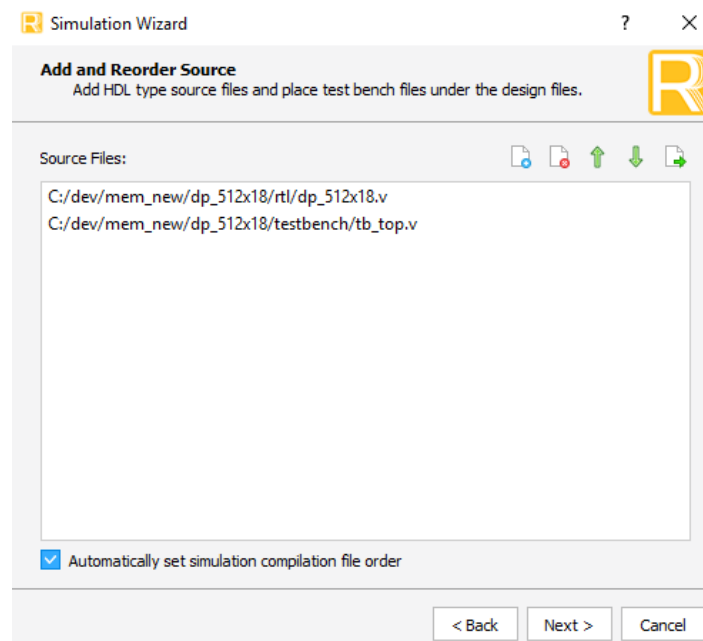 Simulation Wizard
? ×
Add and Reorder Source
Add HDL type source files and place test bench files under the design files.
Source Files:
C:/dev/mem_new/dp_512x18/rtl/dp_512x18.v
C:/dev/mem_new/dp_512x18/testbench/tb_top.v
Automatically set simulation compilation file order
< Back Next > Cancel